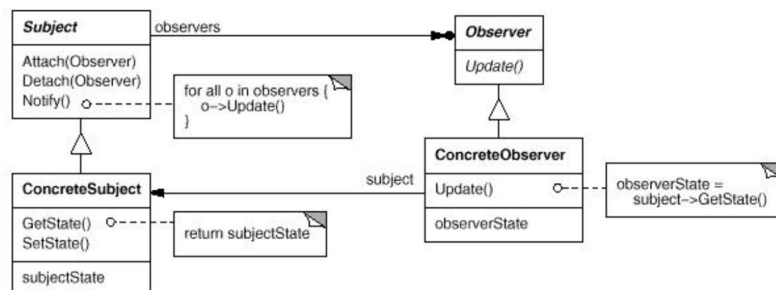 Subject
observers
Observer
Attach(Observer)
Detach(Observer)
Notify()
for all o in observers {
o->Update()
}
Update()
ConcreteObserver
Update()
observerState
observerState =
subject->GetState()
subject
ConcreteSubject
GetState()
SetState()
subjectState
return subjectState